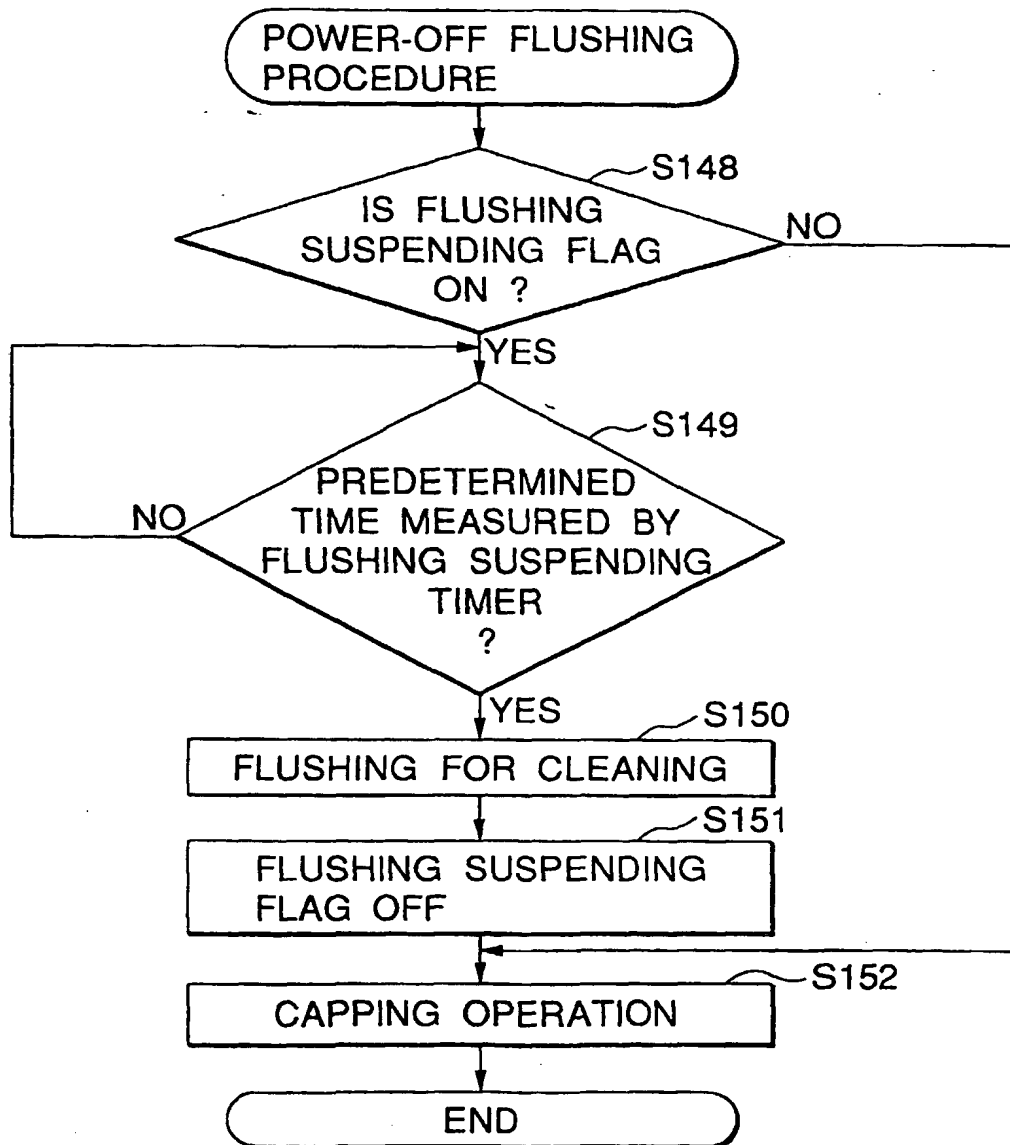 POWER-OFF FLUSHING
PROCEDURE
S148
IS FLUSHING
SUSPENDING FLAG
ON ?
NO
YES
S149
PREDETERMINED
TIME MEASURED BY
FLUSHING SUSPENDING
TIMER
?
NO
YES
S150
FLUSHING FOR CLEANING
S151
FLUSHING SUSPENDING
FLAG OFF
S152
CAPPING OPERATION
END